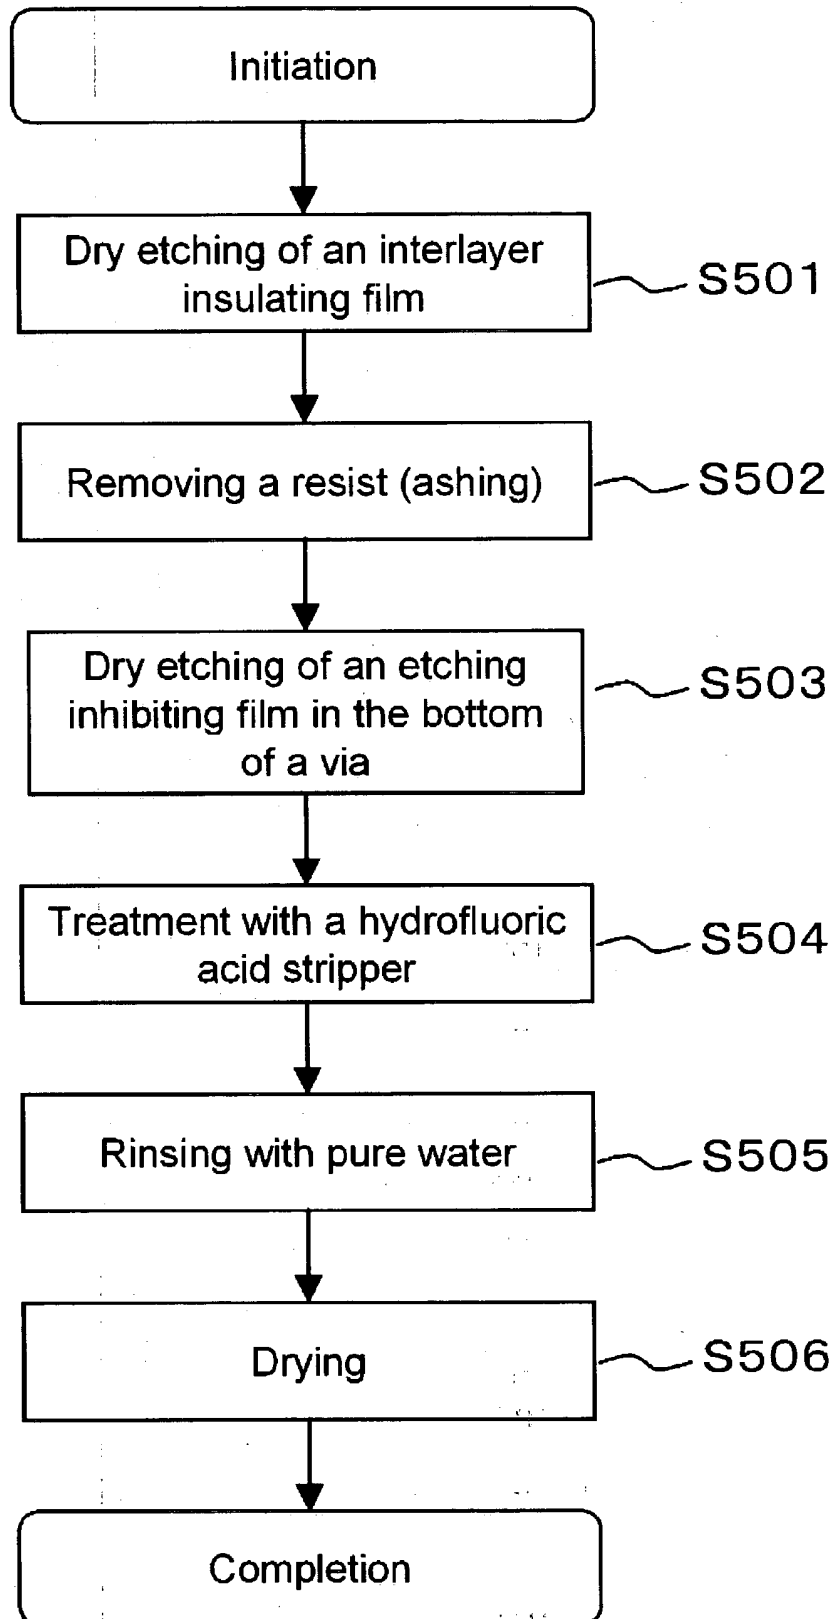 Initiation
Dry etching of an interlayer
insulating film
S501
Removing a resist (ashing)
S502
Dry etching of an etching
inhibiting film in the bottom
of a via
S503
Treatment with a hydrofluoric
acid stripper
S504
Rinsing with pure water
S505
Drying
S506
Completion